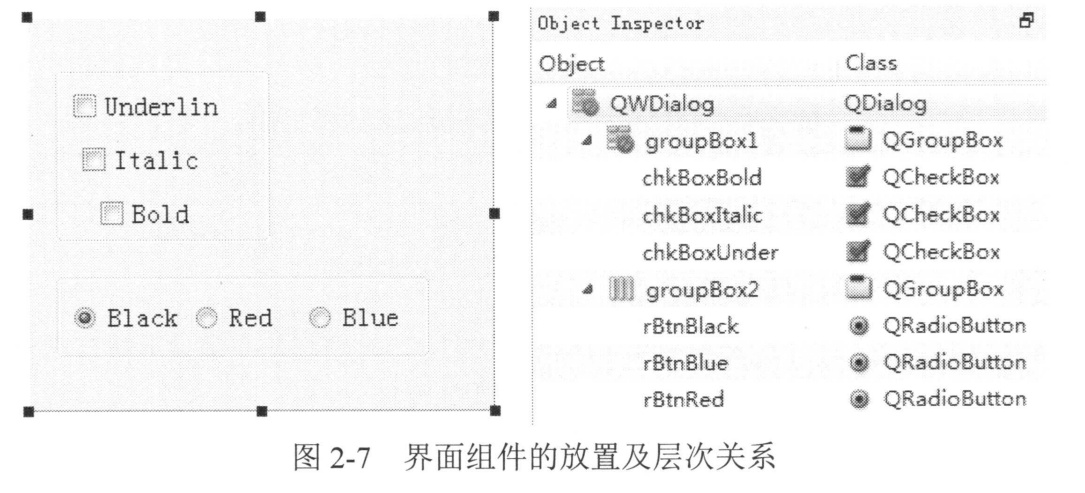 Underlin
Italic
Bold
Black Red Blue
Object Inspector
Object Class
QWDialog QDialog
groupBox1 QGroupBox
chkBoxBold QCheckBox
chkBoxItalic QCheckBox
chkBoxUnder QCheckBox
groupBox2 QGroupBox
rBtnBlack QRadioButton
rBtnBlue QRadioButton
rBtnRed QRadioButton
图 2-7 界面组件的放置及层次关系